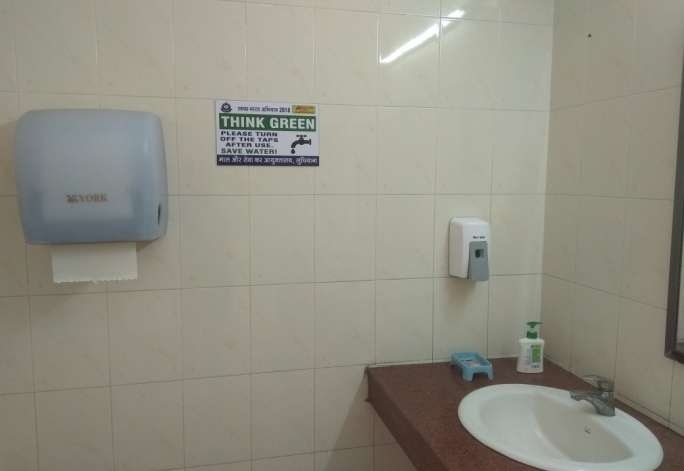 स्वच्छ भारत अभियान 2018
THINK GREEN
PLEASE TURN
OFF THE TAPS
AFTER USE.
SAVE WATER!
माल और सेवा कर आयुक्तालय, लुधियाना
KYORK